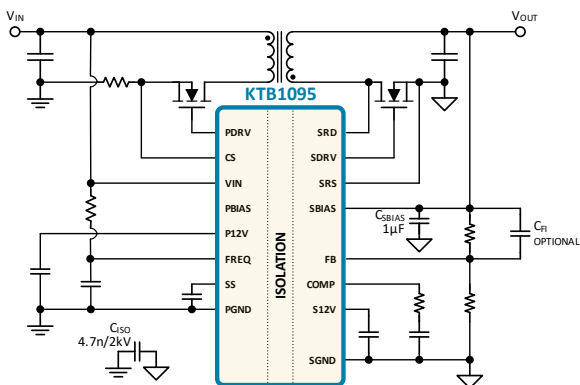 VIN
VOUT
KTB1095
PDRV
SRD
CS
SDRV
VIN
SRS
PBIAS
SBIAS
CSBIAS
1µF
CFI
OPTIONAL
P12V
FREQ
FB
ISOLATION
SS
COMP
PGND
S12V
CISO
4.7n/2kV
SGND